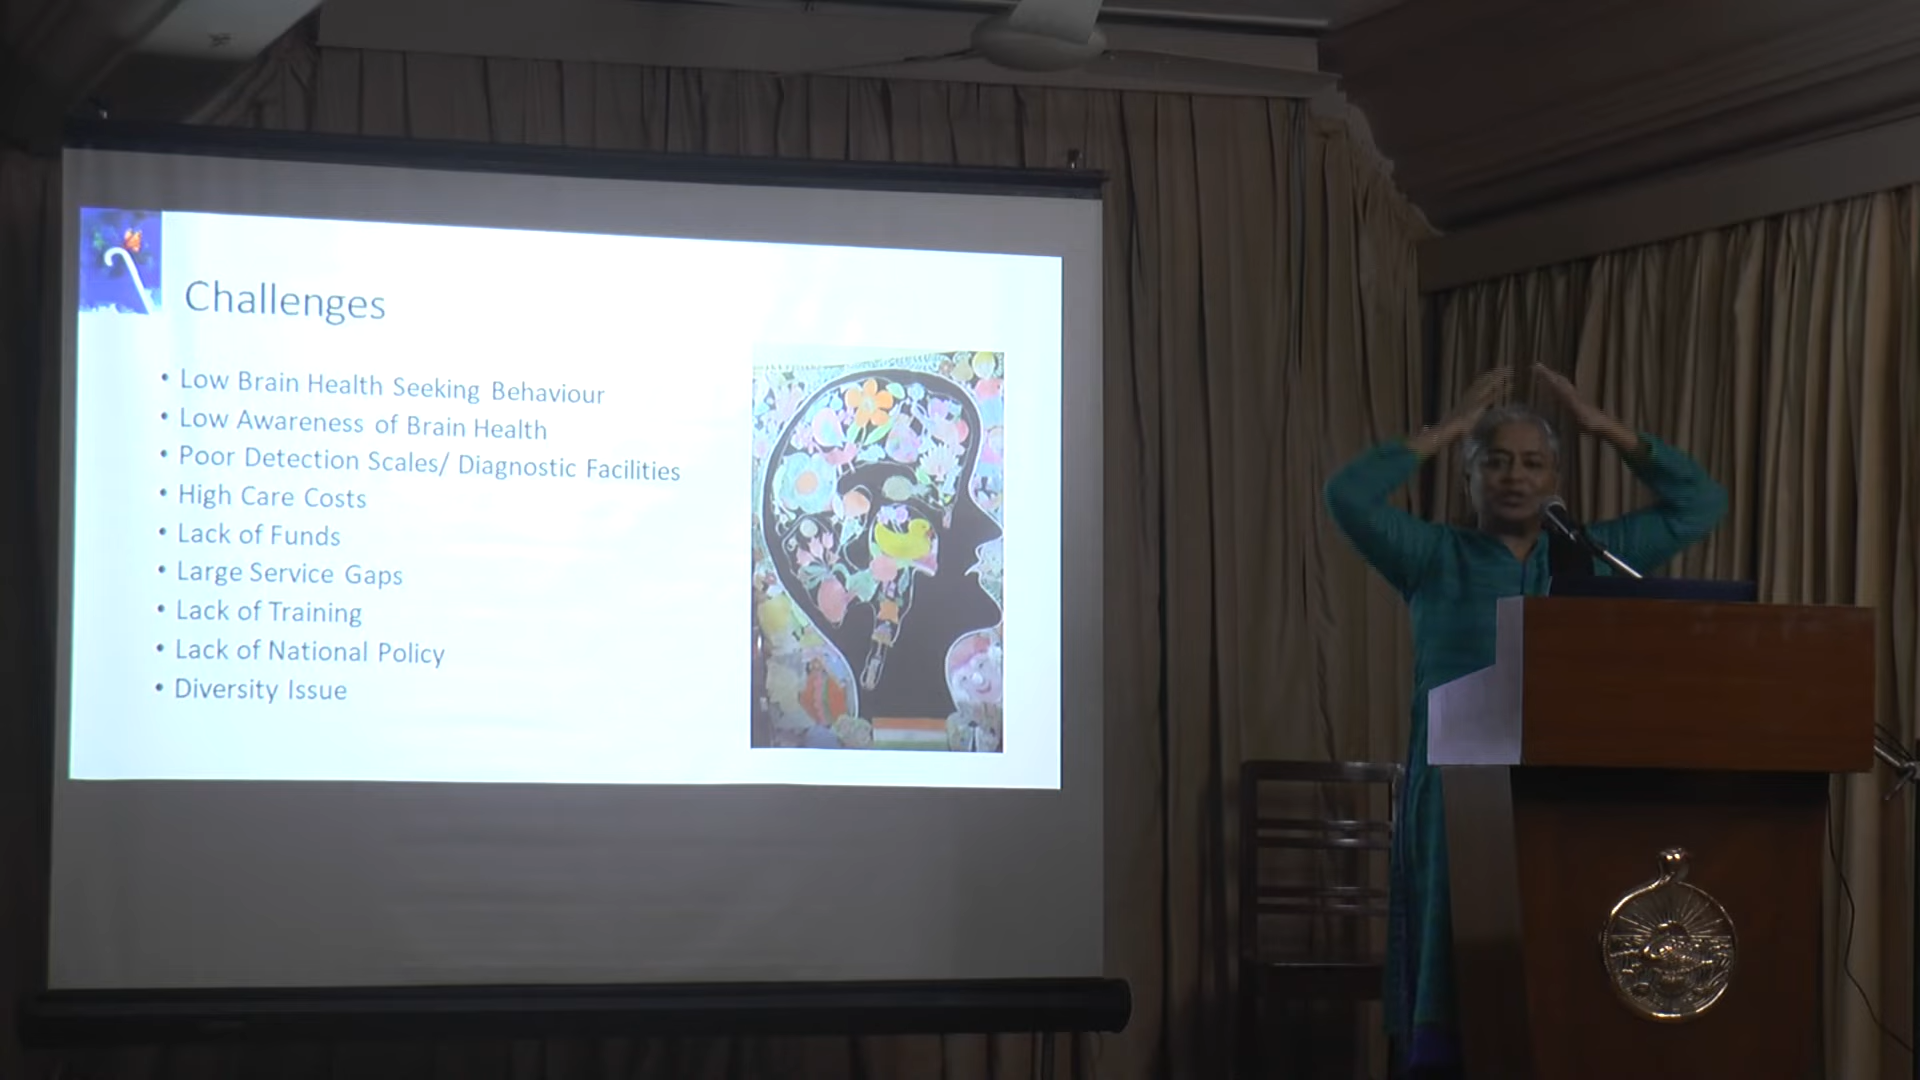 Challenges
• Low Brain Health Seeking Behaviour
• Low Awareness of Brain Health
• Poor Detection Scales/ Diagnostic Facilities
• High Care Costs
• Lack of Funds
• Large Service Gaps
• Lack of Training
• Lack of National Policy
• Diversity Issue